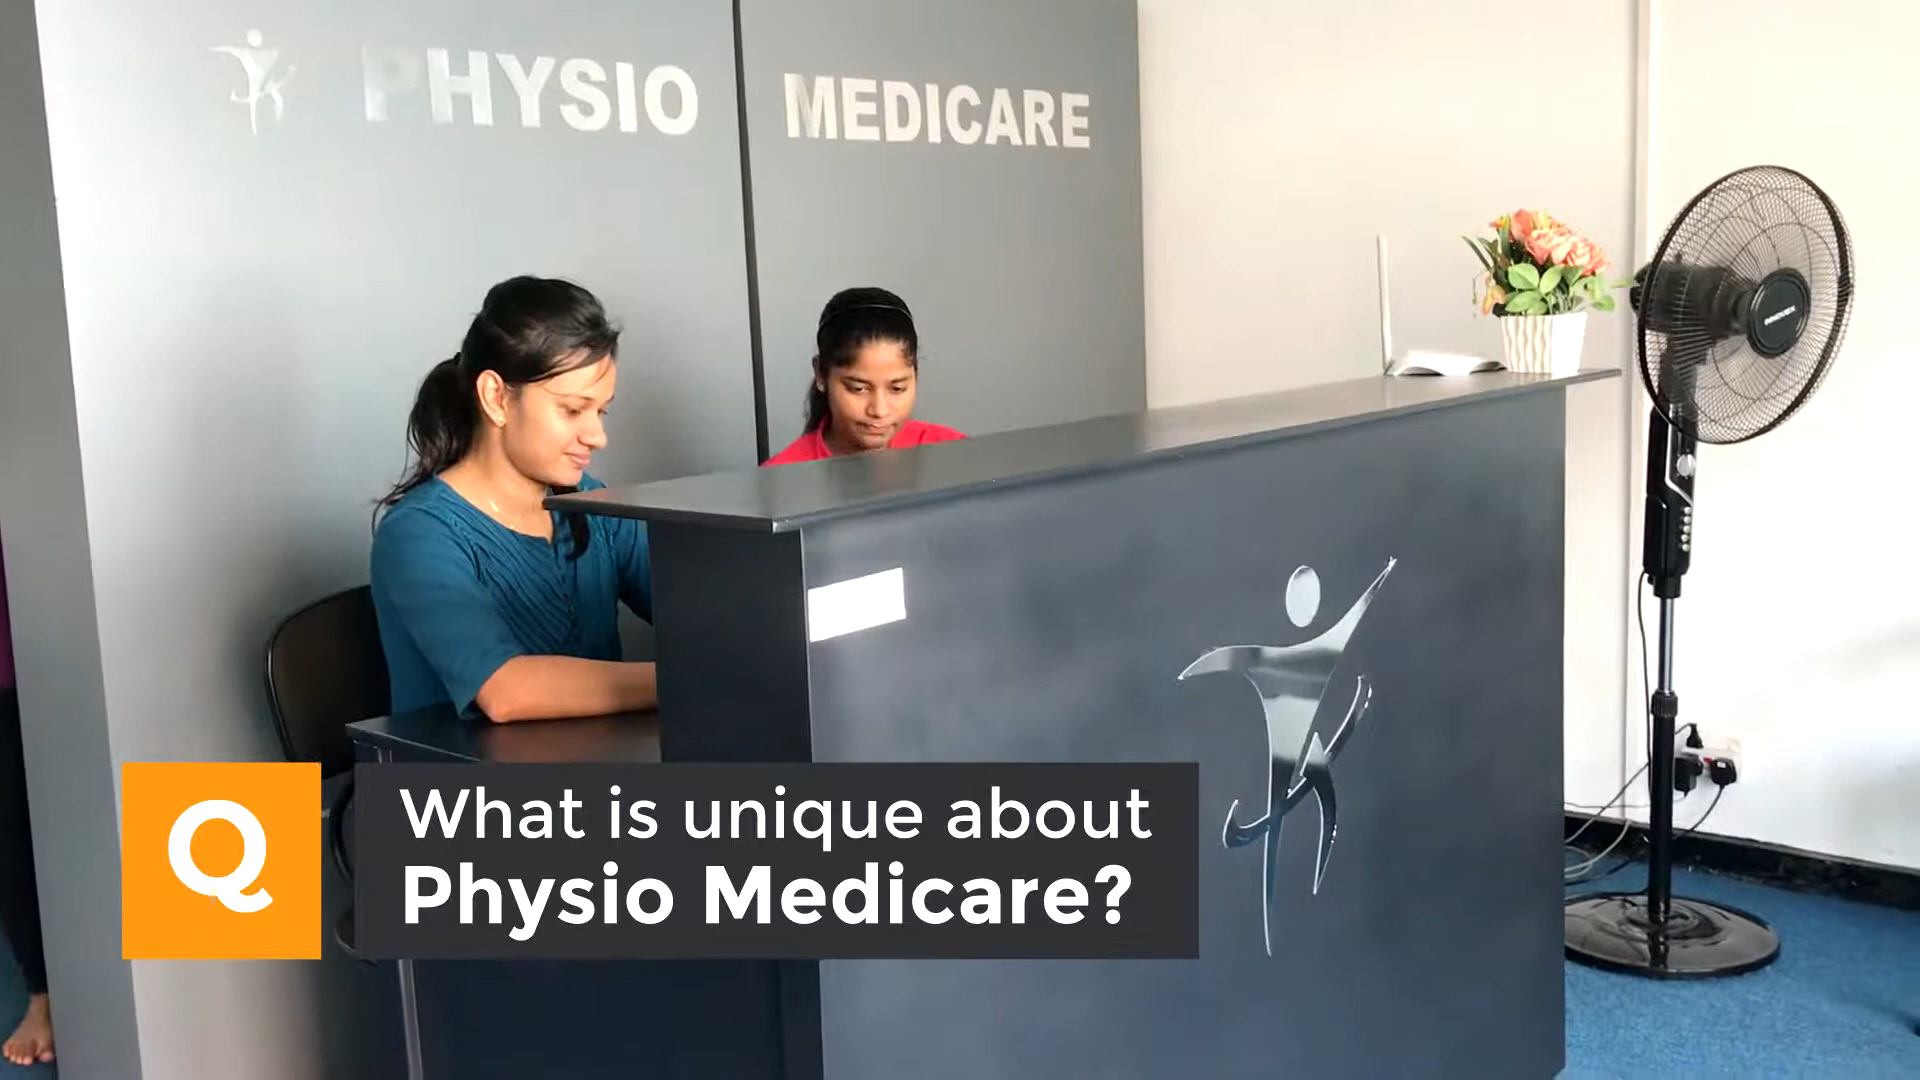 PHYSIO MEDICARE
Q
What is unique about
Physio Medicare?